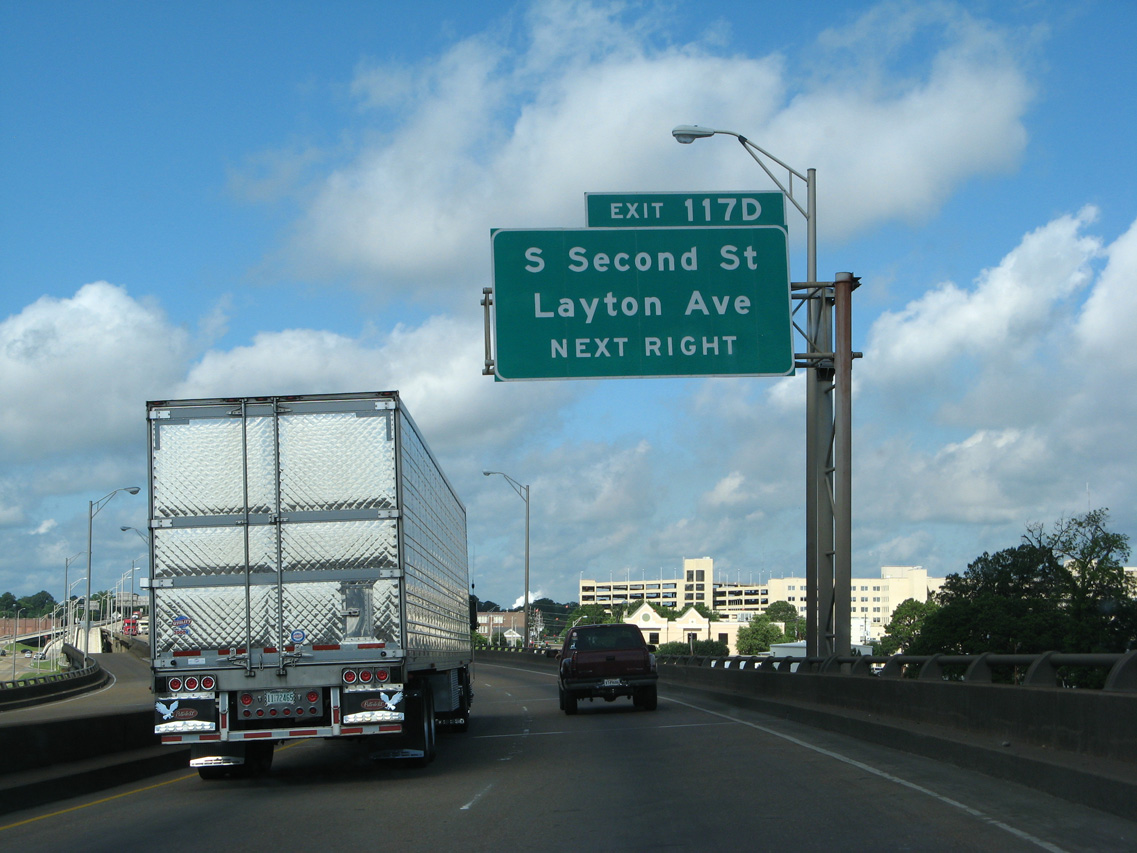 EXIT 117D
S Second St
Layton Ave
NEXT RIGHT